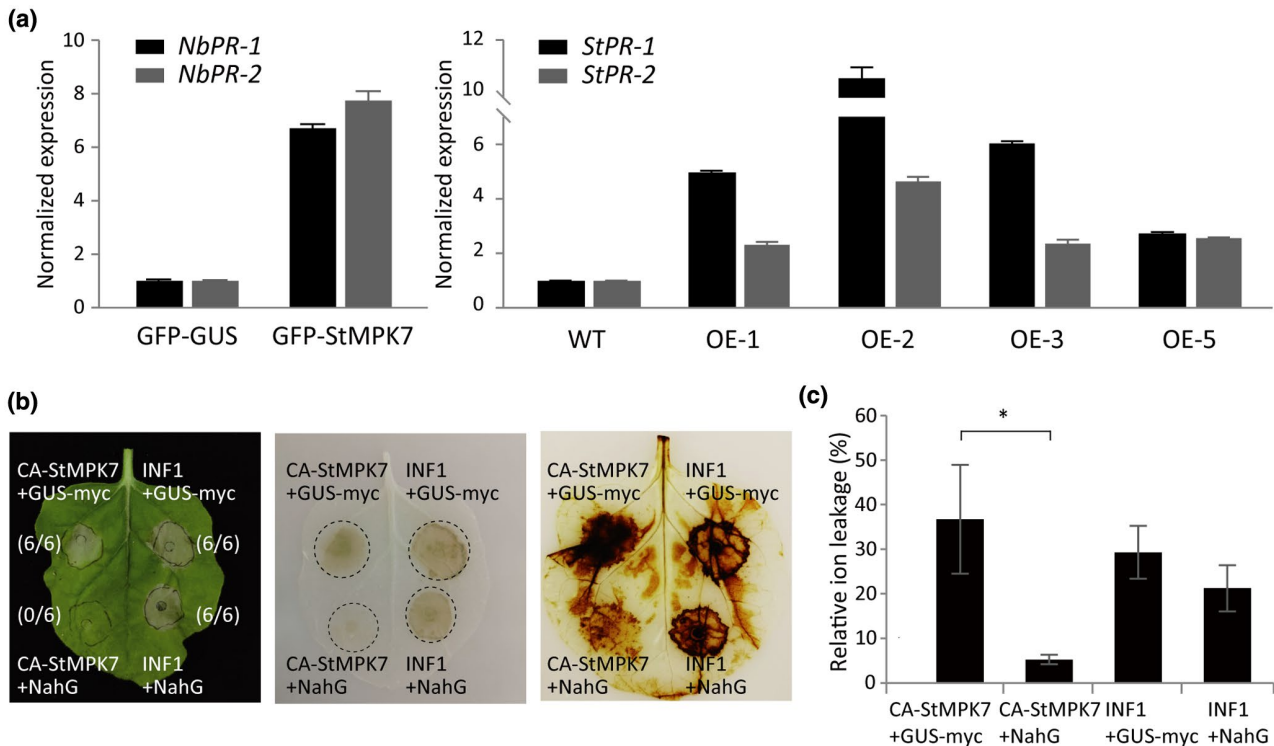 (a)
10
8
6
4
2
0
Normalized expression
NbPR-1
NbPR-2
GFP-GUS
GFP-StMPK7
12
10
6
4
2
0
Normalized expression
StPR-1
StPR-2
WT
OE-1
OE-2
OE-3
OE-5
(b)
CA-StMPK7 INF1
+GUS-myc +GUS-myc
(6/6) (6/6)
(0/6) (6/6)
CA-StMPK7 INF1
+NahG +NahG
CA-StMPK7 INF1
+GUS-myc +GUS-myc
CA-StMPK7 INF1
+NahG +NahG
CA-StMPK7 INF1
+GUS-myc +GUS-myc
CA-StMPK7 INF1
+NahG +NahG
(c)
60
50
40
30
20
10
0
Relative ion leakage (%)
*
CA-StMPK7 CA-StMPK7 INF1 INF1
+GUS-myc +NahG +GUS-myc +NahG